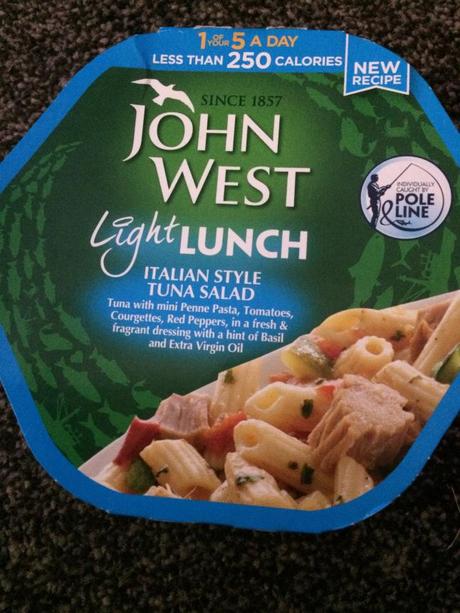 1 OF YOUR 5 A DAY
LESS THAN 250 CALORIES
NEW
RECIPE
SINCE 1857
JOHN
WEST
INDIVIDUALLY
CAUGHT BY
POLE
& LINE
Light LUNCH
ITALIAN STYLE
TUNA SALAD
Tuna with mini Penne Pasta, Tomatoes,
Courgettes, Red Peppers, in a fresh &
fragrant dressing with a hint of Basil
and Extra Virgin Oil